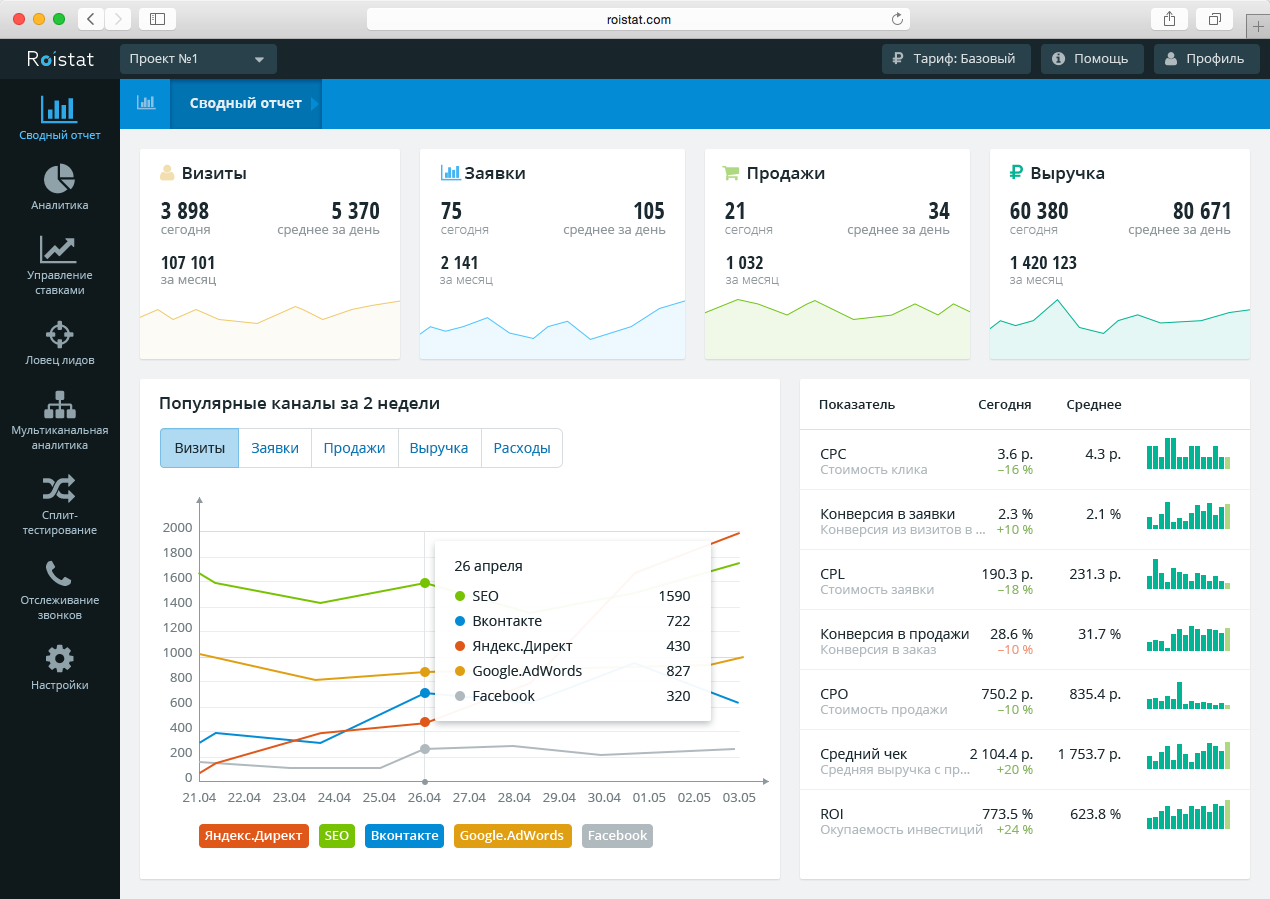 roistat.com
Roistat
Проект №1
Тариф: Базовый
Помощь
Профиль
Сводный отчет
Сводный отчет
Аналитика
Управление
ставками
Ловец лидов
Мультиканальная
аналитика
Сплит-
тестирование
Отслеживание
звонков
Настройки
Визиты
3 898
5 370
сегодня
среднее за день
107 101
за месяц
Заявки
75
105
сегодня
среднее за день
2 141
за месяц
Продажи
21
34
сегодня
среднее за день
1 032
за месяц
Выручка
60 380
80 671
сегодня
среднее за день
1 420 123
за месяц
Популярные каналы за 2 недели
Визиты
Заявки
Продажи
Выручка
Расходы
2000
1800
1600
1400
1200
1000
800
600
400
200
0
26 апреля
SEO 1590
Вконтакте 722
Яндекс.Директ 430
Google.AdWords 827
Facebook 320
21.04 22.04 23.04 24.04 25.04 26.04 27.04 28.04 29.04 30.04 01.05 02.05 03.05
Яндекс.Директ SEO Вконтакте Google.AdWords Facebook
Показатель Сегодня Среднее
CPC 3.6 р. 4.3 р.
Стоимость клика –16 %
Конверсия в заявки 2.3 % 2.1 %
Конверсия из визитов в ... +10 %
CPL 190.3 р. 231.3 р.
Стоимость заявки –18 %
Конверсия в продажи 28.6 % 31.7 %
Конверсия в заказ –10 %
CPO 750.2 р. 835.4 р.
Стоимость продажи –10 %
Средний чек 2 104.4 р. 1 753.7 р.
Средняя выручка с пр... +20 %
ROI 773.5 % 623.8 %
Окупаемость инвестиций +24 %